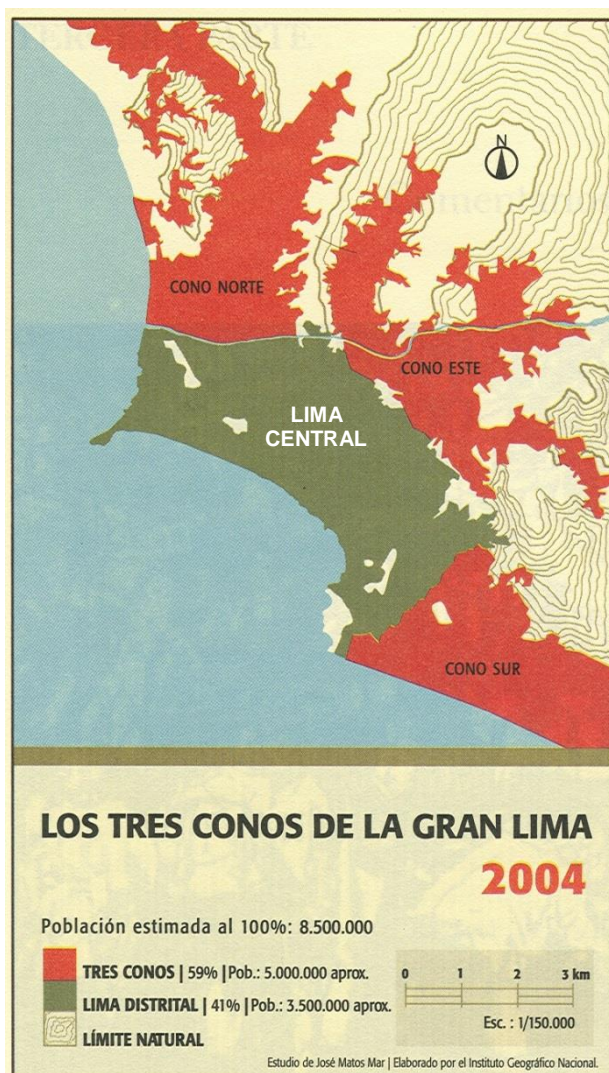 N
CONO NORTE
CONO ESTE
LIMA
CENTRAL
CONO SUR
LOS TRES CONOS DE LA GRAN LIMA
2004
Población estimada al 100%: 8.500.000
TRES CONOS | 59% | Pob.: 5.000.000 aprox.
LIMA DISTRITAL | 41% | Pob.: 3.500.000 aprox.
LÍMITE NATURAL
0 1 2 3 km
Esc. : 1/150.000
Estudio de José Matos Mar | Elaborado por el Instituto Geográfico Nacional.